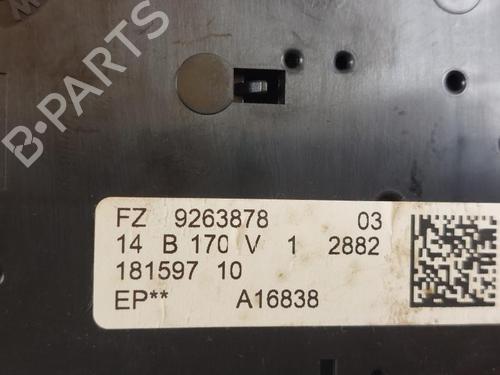 B-PARTS
FZ 9263878 03
14 B 170 V 1 2882
181597 10
EP** A16838